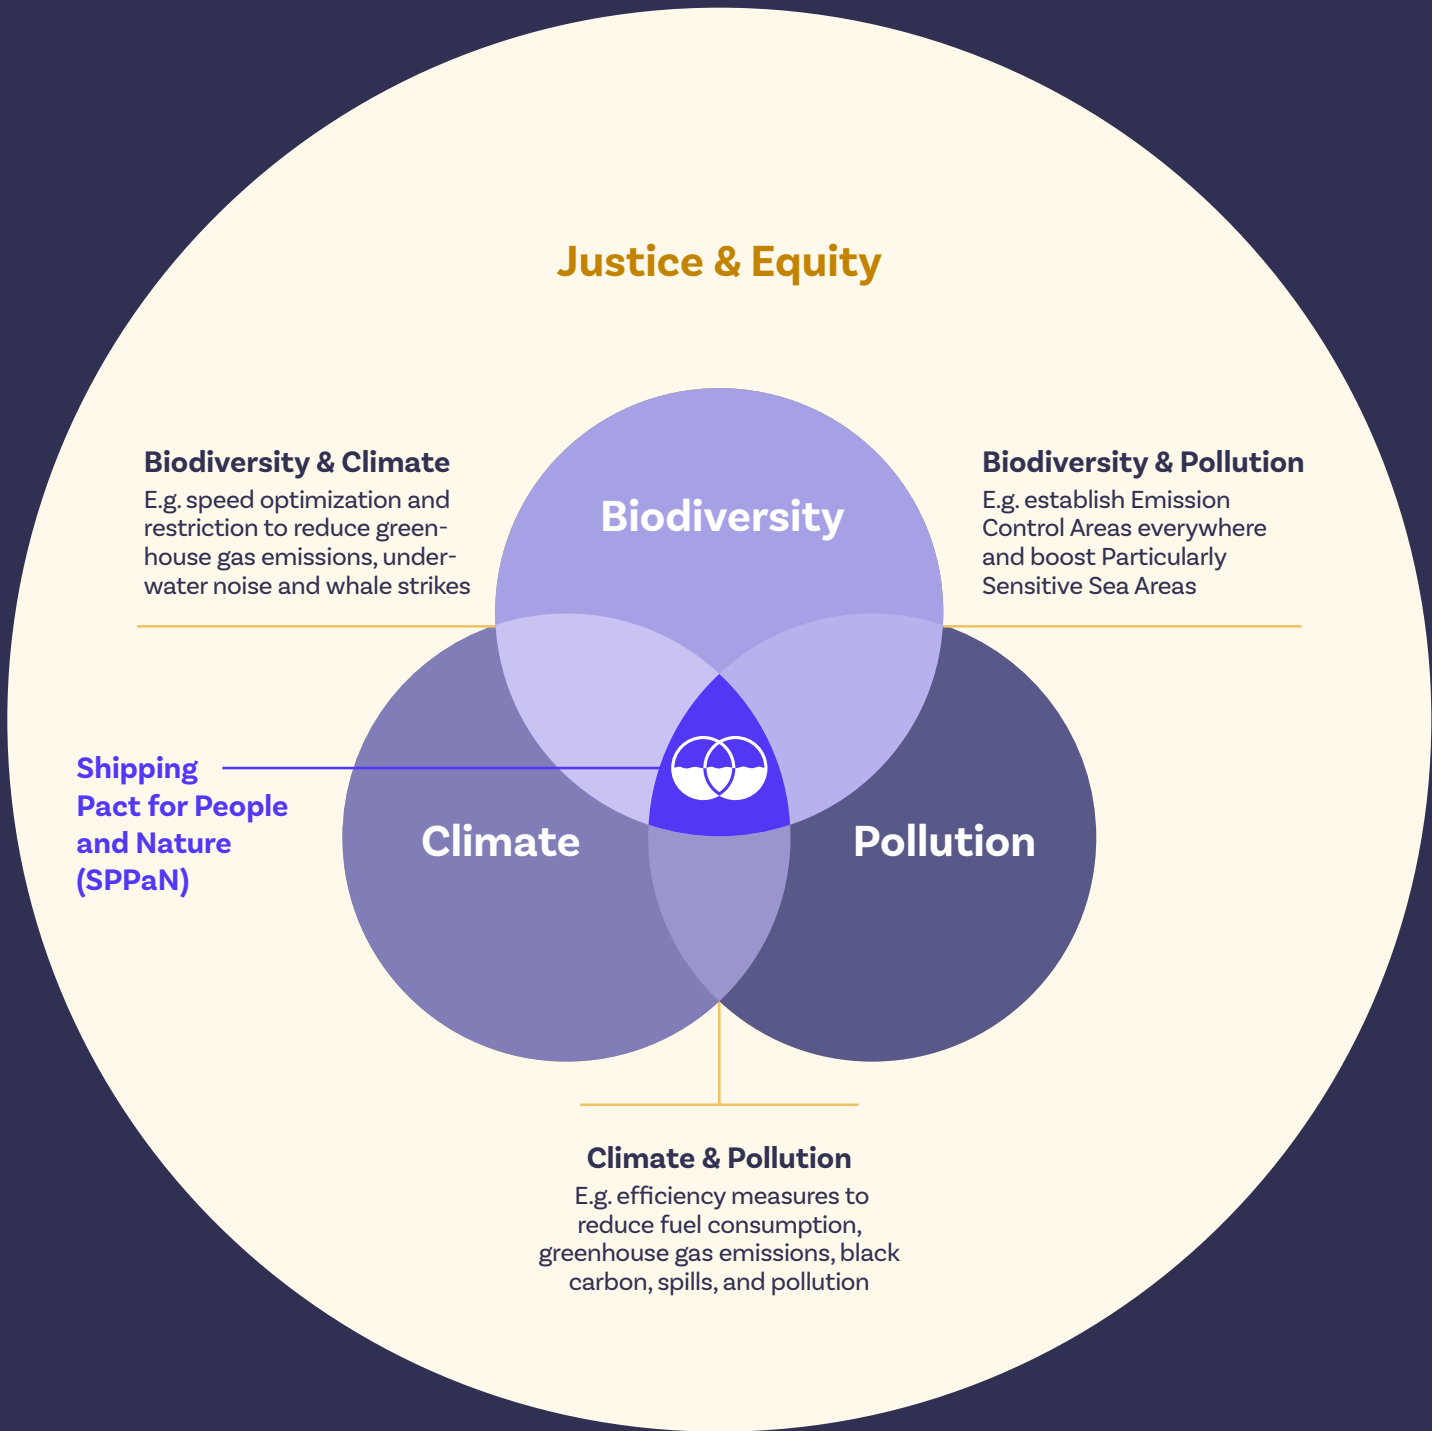 Justice & Equity
Biodiversity & Climate
E.g. speed optimization and
restriction to reduce green-
house gas emissions, under-
water noise and whale strikes
Biodiversity
Biodiversity & Pollution
E.g. establish Emission
Control Areas everywhere
and boost Particularly
Sensitive Sea Areas
Shipping
Pact for People
and Nature
(SPPaN)
Climate
Pollution
Climate & Pollution
E.g. efficiency measures to
reduce fuel consumption,
greenhouse gas emissions, black
carbon, spills, and pollution